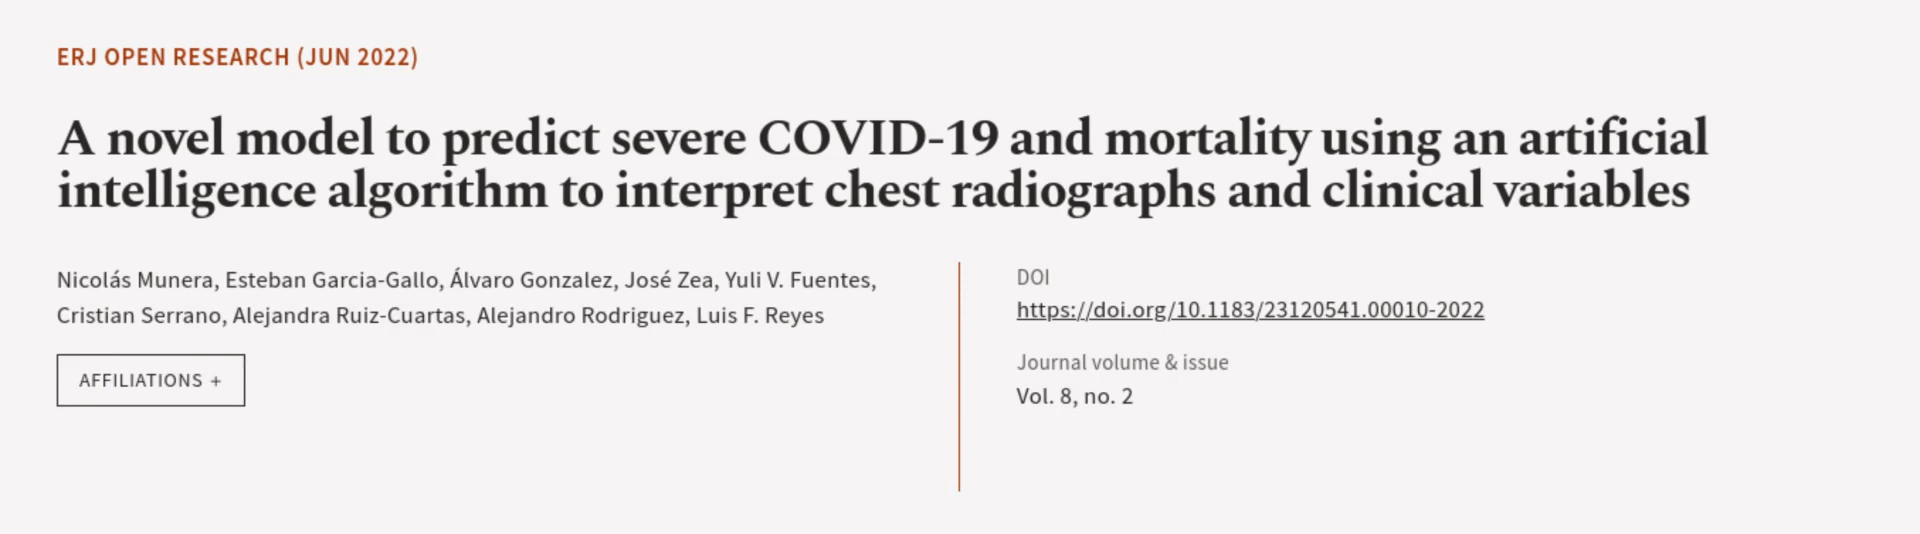 ERJ OPEN RESEARCH (JUN 2022)
A novel model to predict severe COVID-19 and mortality using an artificial
intelligence algorithm to interpret chest radiographs and clinical variables
Nicolás Munera, Esteban Garcia-Gallo, Álvaro Gonzalez, José Zea, Yuli V. Fuentes,
Cristian Serrano, Alejandra Ruiz-Cuartas, Alejandro Rodriguez, Luis F. Reyes
AFFILIATIONS +
DOI
https://doi.org/10.1183/23120541.00010-2022
Journal volume & issue
Vol. 8, no. 2